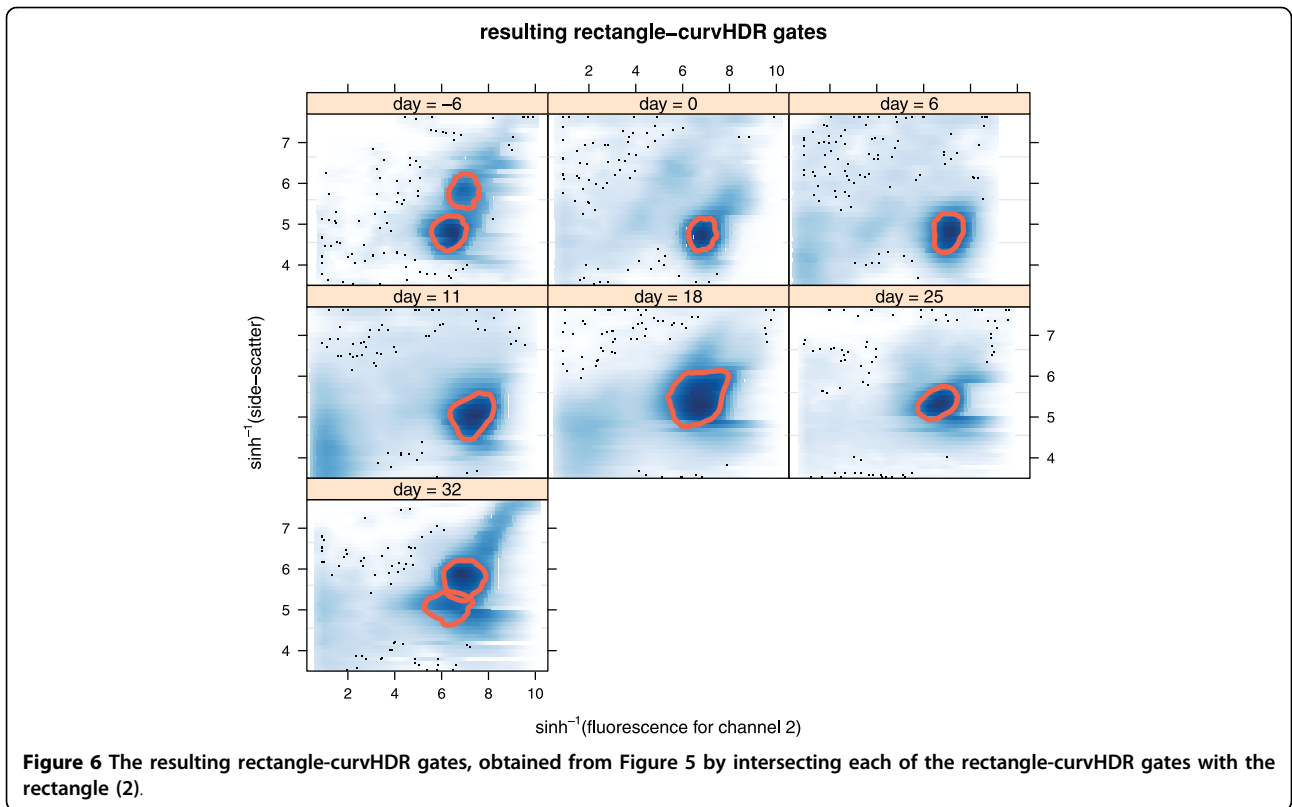 resulting rectangle–curvHDR gates
2 4 6 8 10
day = –6 day = 0 day = 6
7
6
5
4
day = 11 day = 18 day = 25
7
6
5
4
sinh⁻¹(side–scatter)
day = 32
7
6
5
4
2 4 6 8 10
sinh⁻¹(fluorescence for channel 2)
Figure 6 The resulting rectangle-curvHDR gates, obtained from Figure 5 by intersecting each of the rectangle-curvHDR gates with the
rectangle (2).